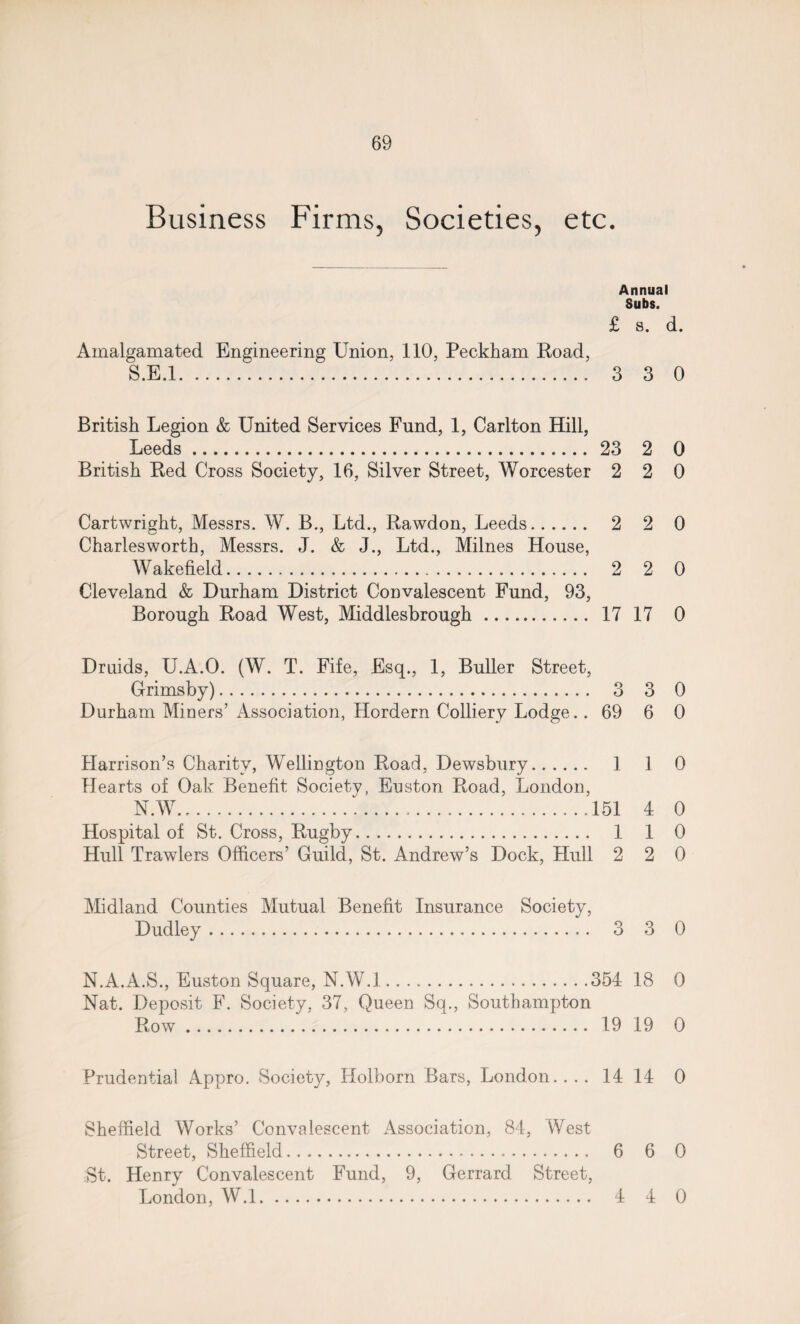 69
Business Firms, Societies, etc.
Annual
Subs.
£ s. d.
Amalgamated Engineering Union, 110, Peckham Road,
S.E.1. .......... 3 3 0
British Legion & United Services Fund, 1, Carlton Hill,
Leeds .......... 23 2 0
British Red Cross Society, 16, Silver Street, Worcester 2 2 0
Cartwright, Messrs. W. B., Ltd., Rawdon, Leeds...... 2 2 0
Charlesworth, Messrs. J. & J., Ltd., Milnes House,
Wakefield.......... 2 2 0
Cleveland & Durham District Convalescent Fund, 93,
Borough Road West, Middlesbrough .......... 17 17 0
Druids, U.A.O. (W. T. Fife, Esq., 1, Buller Street,
Grimsby).......... 3 3 0
Durham Miners' Association, Hordern Colliery Lodge.. 69 6 0
Harrison's Charity, Wellington Road, Dewsbury...... 1 1 0
Hearts of Oak Benefit Society, Euston Road, London,
N.W..........151 4 0
Hospital of St. Cross, Rugby.......... 1 1 0
Hull Trawlers Officers' Guild, St. Andrew's Dock, Hull 2 2 0
Midland Counties Mutual Benefit Insurance Society,
Dudley .......... 3 3 0
N.A.A.S., Euston Square, N.W.1..........354 18 0
Nat. Deposit F. Society, 37, Queen Sq., Southampton
Row .......... 19 19 0
Prudential Appro. Society, Holborn Bars, London.... 14 14 0
Sheffield Works' Convalescent Association, 84, West
Street, Sheffield.......... 6 6 0
St. Henry Convalescent Fund, 9, Gerrard Street,
London, W.1. .......... 4 4 0